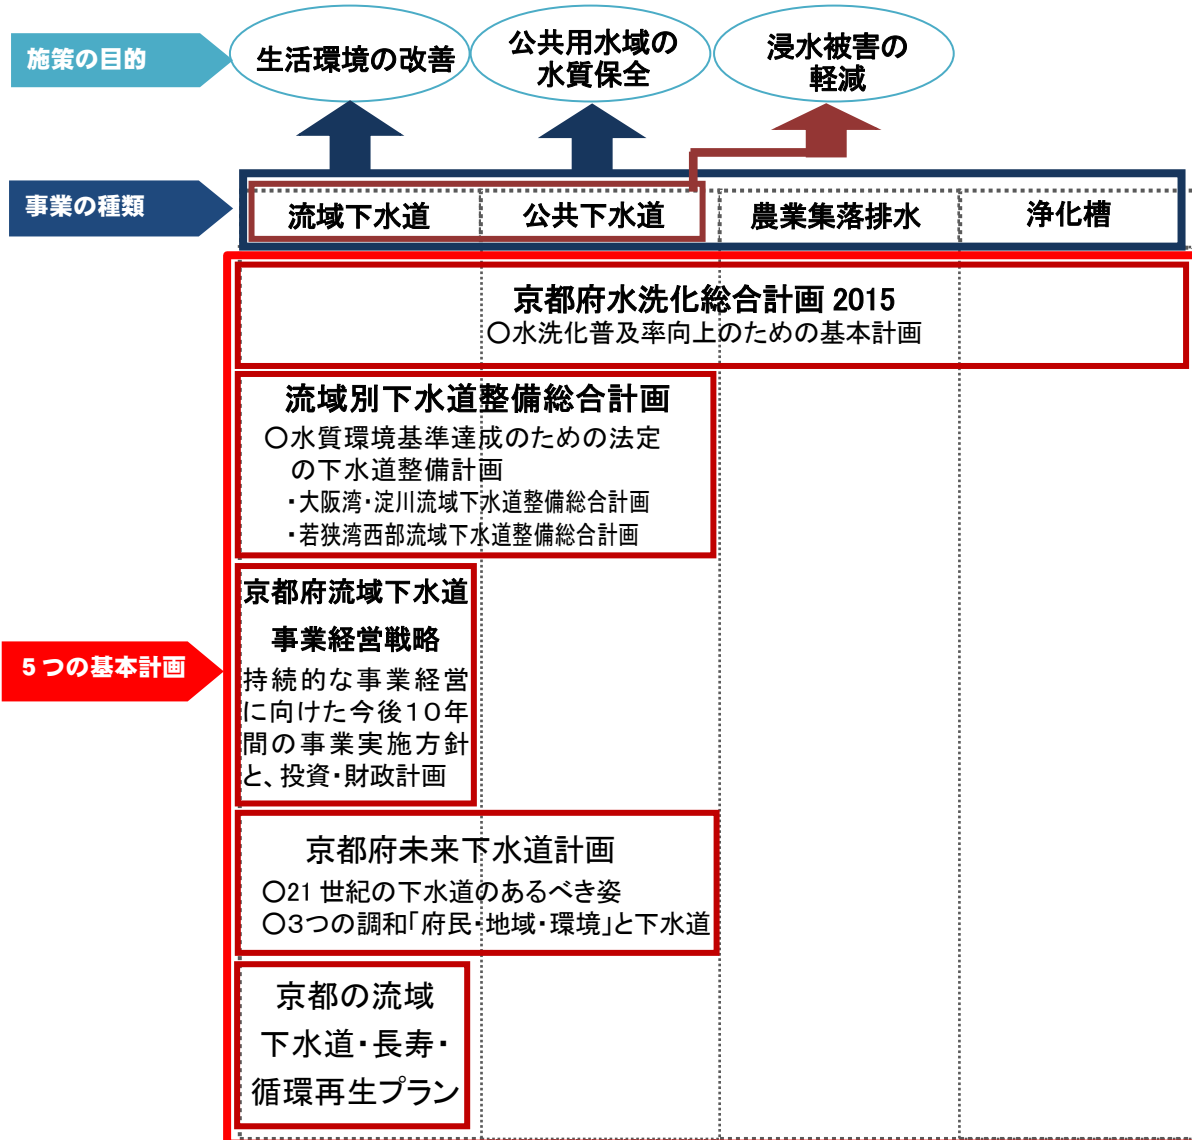 施策の目的
生活環境の改善
公共用水域の
水質保全
浸水被害の
軽減
事業の種類
流域下水道
公共下水道
農業集落排水
浄化槽
京都府水洗化総合計画 2015
〇水洗化普及率向上のための基本計画
流域別下水道整備総合計画
〇水質環境基準達成のための法定
の下水道整備計画
・大阪湾・淀川流域下水道整備総合計画
・若狭湾西部流域下水道整備総合計画
5つの基本計画
京都府流域下水道
事業経営戦略
持続的な事業経営
に向けた今後10年
間の事業実施方針
と、投資・財政計画
京都府未来下水道計画
〇21 世紀の下水道のあるべき姿
〇3つの調和「府民・地域・環境」と下水道
京都の流域
下水道・長寿・
循環再生プラン